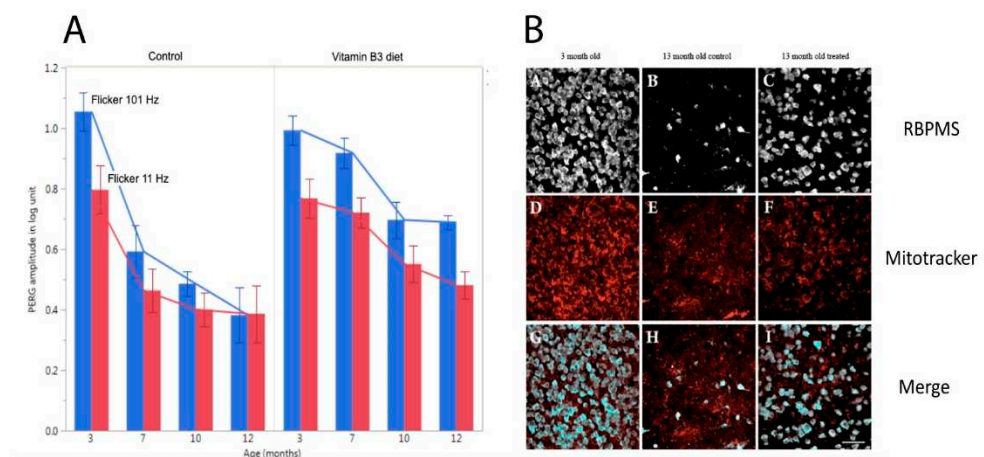 A
Control
Vitamin B3 diet
1.2
1.0
0.8
0.6
0.4
0.2
0.0
PERG amplitude in log unit
Flicker 101 Hz
Flicker 11 Hz
3
7
10
12
3
7
10
12
Age (months)
B
3 month old
13 month old control
13 month old treated
A
B
C
RBPMS
D
E
F
Mitotracker
G
H
I
Merge